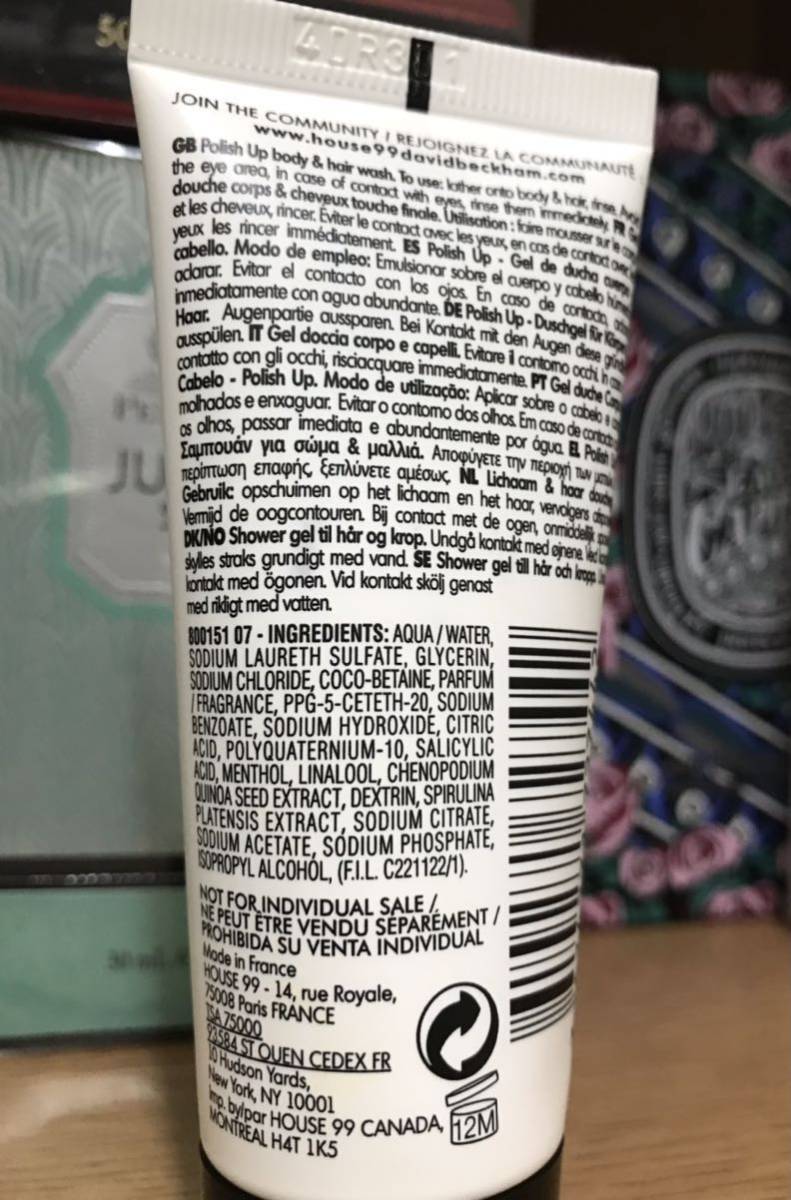 50
4DR3 1
JOIN THE COMMUNITY / REJOIGNEZ LA COMMUNAUTÉ
www.house99davidbeckham.com
GB Polish Up body & hair wash. To use: lather onto body & hair, rinse.
the eye area, in case of contact with eyes, rinse them immediately. FR
douche corps & cheveux touche finale. Utilisation : faire mousser sur le
et les cheveux, rincer. Éviter le contact avec les yeux, en cas de contact
yeux les rincer immédiatement. ES Polish Up - Gel de ducha
cabello. Modo de empleo: Emulsionar sobre el cuerpo y cabello
aclarar. Evitar el contacto con los ojos. En caso de contacto,
inmediatamente con agua abundante. DE Polish Up - Duschgel für
Haar. Augenpartie aussparen. Bei Kontakt mit den Augen diese
ausspülen. IT Gel doccia corpo e capelli. Evitare il contorno occhi. In
contatto con gli occhi, risciacquare immediatamente. PT Gel duche
Cabelo - Polish Up. Modo de utilização: Aplicar sobre o cabelo
molhados e enxaguar. Evitar o contorno dos olhos. Em caso de
os olhos, passar imediata e abundantemente por água. EL Polish
Σαμπουάν για σώμα & μαλλιά. Αποφύγετε την περιοχή των
περίπτωση επαφής, ξεπλύνετε αμέσως. NL Lichaam & haar
Gebruik: opschuimen op het lichaam en het haar, vervolgens
Vermijd de oogcontouren. Bij contact met de ogen, onmiddellijk
DK/NO Shower gel til hår og krop. Undgå kontakt med øjnene. Ved
skylles straks grundigt med vand. SE Shower gel till hår och kropp.
kontakt med ögonen. Vid kontakt skölj genast
med rikligt med vatten.
800151 07 - INGREDIENTS: AQUA / WATER,
SODIUM LAURETH SULFATE, GLYCERIN,
SODIUM CHLORIDE, COCO-BETAINE, PARFUM
/ FRAGRANCE, PPG-5-CETETH-20, SODIUM
BENZOATE, SODIUM HYDROXIDE, CITRIC
ACID, POLYQUATERNIUM-10, SALICYLIC
ACID, MENTHOL, LINALOOL, CHENOPODIUM
QUINOA SEED EXTRACT, DEXTRIN, SPIRULINA
PLATENSIS EXTRACT, SODIUM CITRATE,
SODIUM ACETATE, SODIUM PHOSPHATE,
ISOPROPYL ALCOHOL, (F.I.L. C221122/1).
NOT FOR INDIVIDUAL SALE /
NE PEUT ÊTRE VENDU SÉPARÉMENT /
PROHIBIDA SU VENTA INDIVIDUAL
Made in France
HOUSE 99 - 14, rue Royale,
75008 Paris FRANCE
TSA 75000
93584 ST OUEN CEDEX FR
10 Hudson Yards,
New York, NY 10001
Imp. by/par HOUSE 99 CANADA,
MONTREAL H4T 1K5
12M
JU